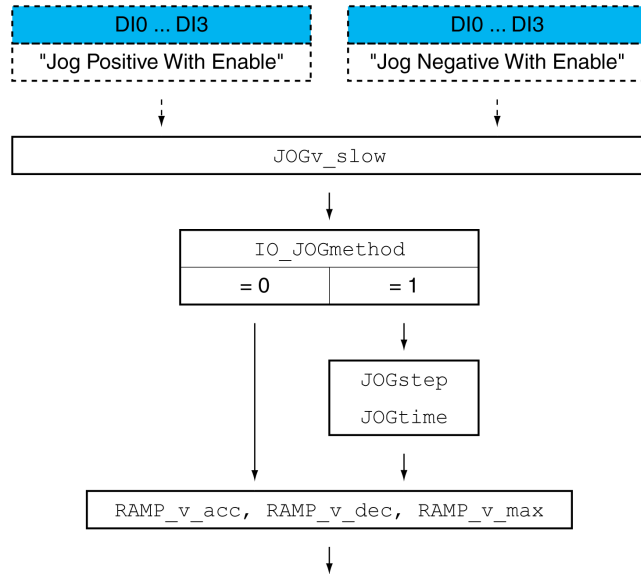 DI0 ... DI3
"Jog Positive With Enable"
DI0 ... DI3
"Jog Negative With Enable"
JOGv_slow
IO_JOGmethod
= 0
= 1
JOGstep
JOGtime
RAMP_v_acc, RAMP_v_dec, RAMP_v_max